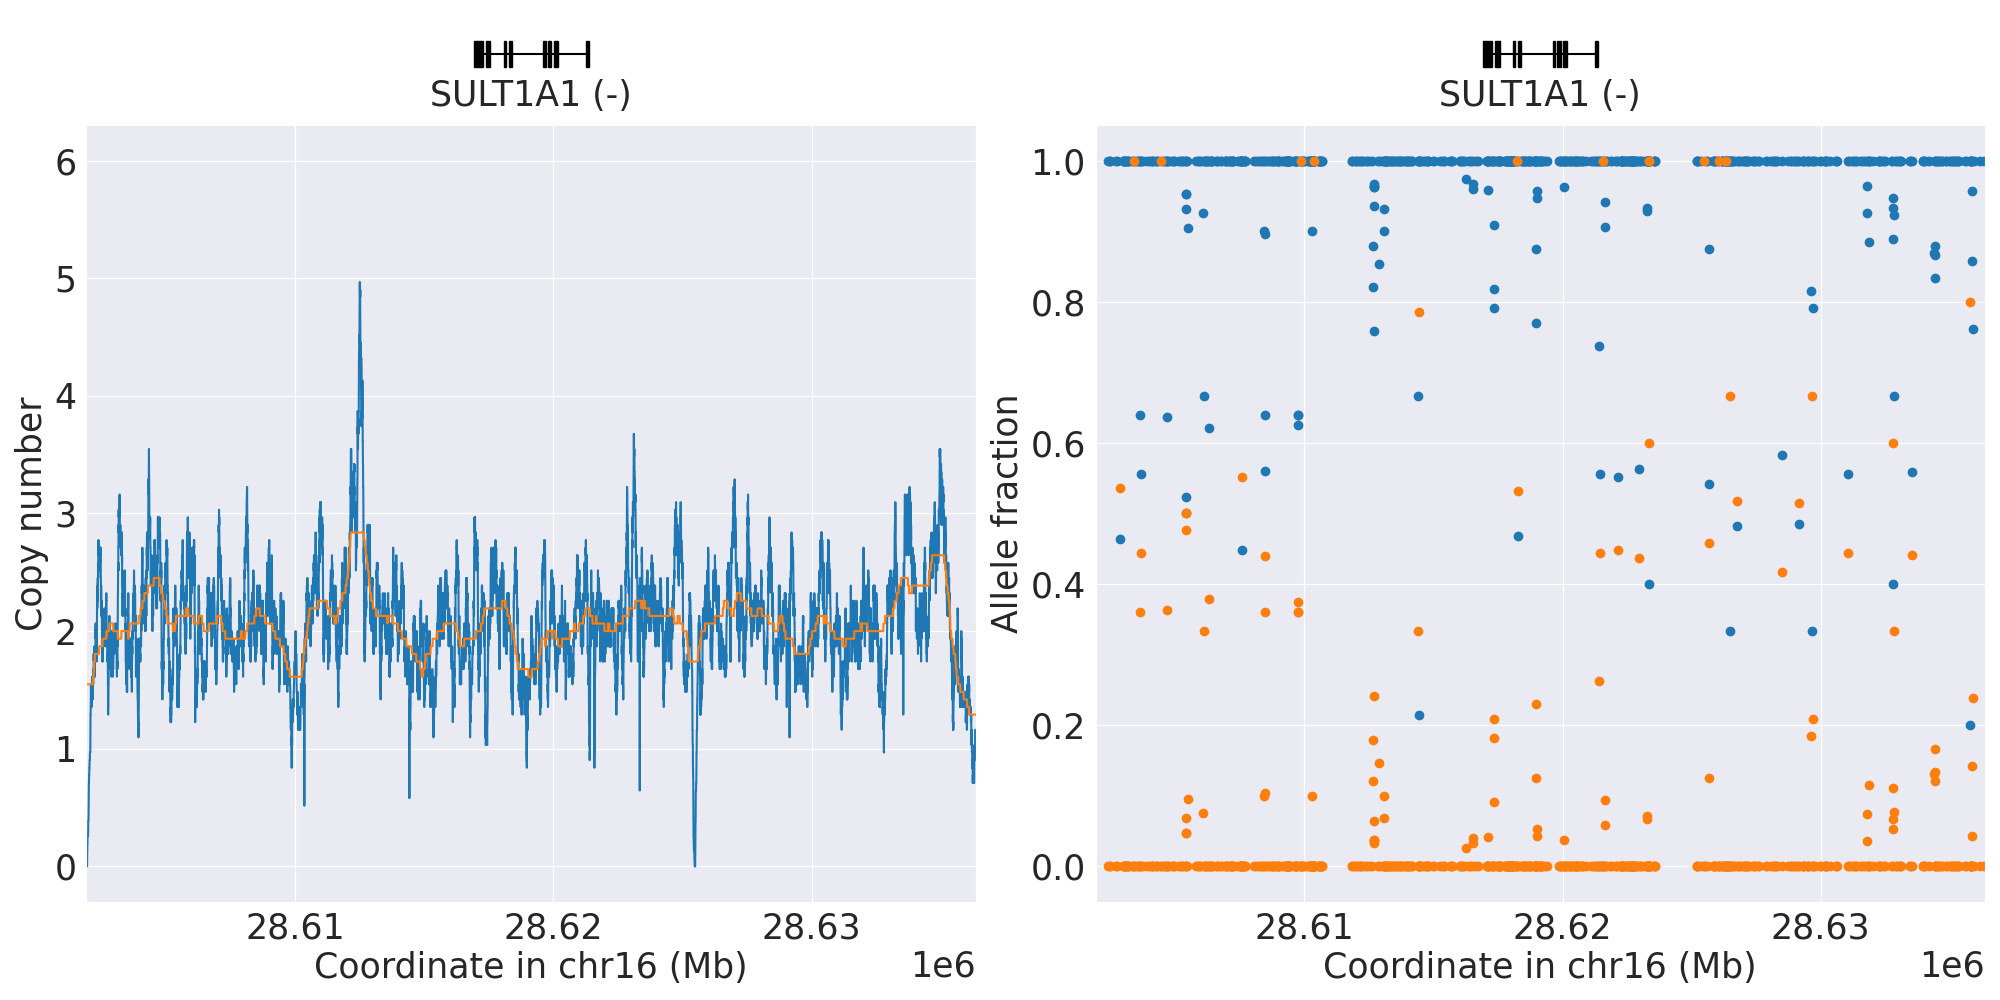 SULT1A1 (-)
6
5
4
3
2
1
0
Copy number
28.61
28.62
28.63
Coordinate in chr16 (Mb)
1e6
SULT1A1 (-)
1.0
0.8
0.6
0.4
0.2
0.0
Allele fraction
28.61
28.62
28.63
Coordinate in chr16 (Mb)
1e6